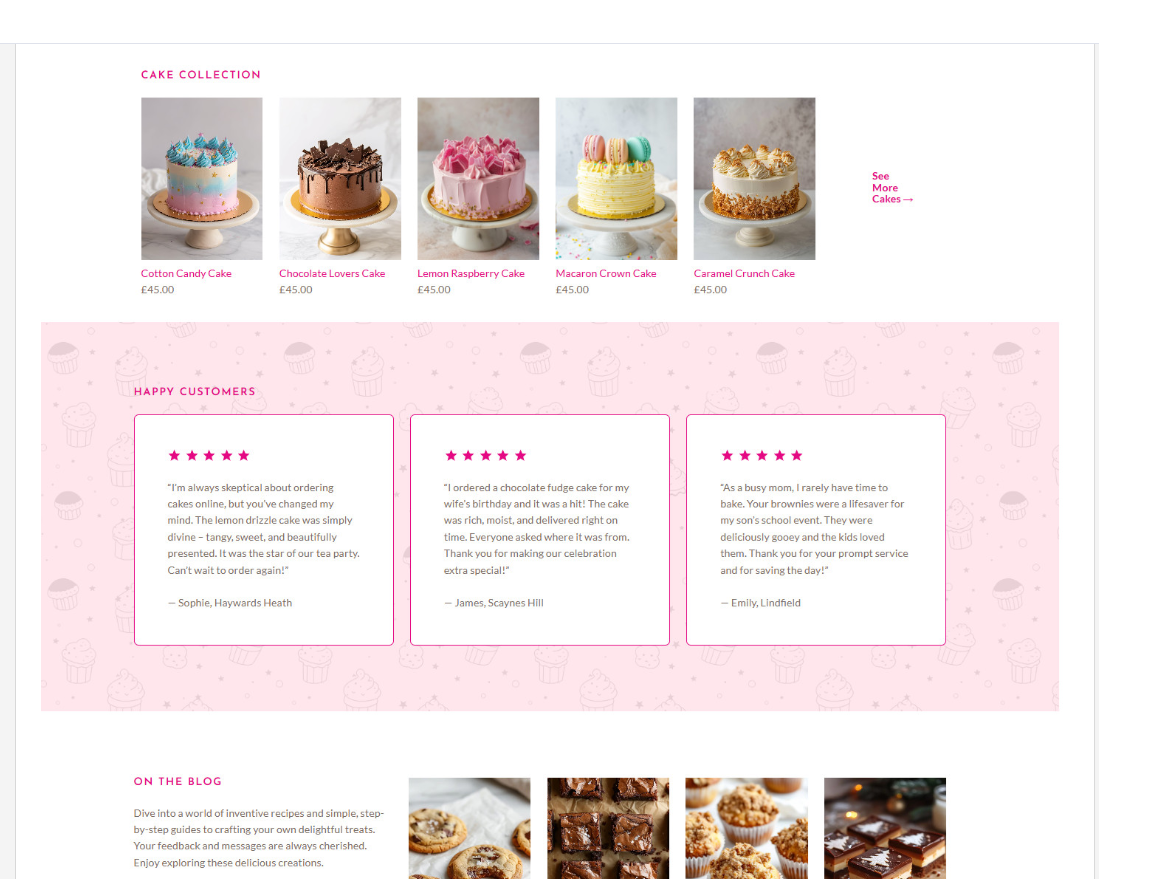 CAKE COLLECTION
Cotton Candy Cake
£45.00
Chocolate Lovers Cake
£45.00
Lemon Raspberry Cake
£45.00
Macaron Crown Cake
£45.00
Caramel Crunch Cake
£45.00
See
More
Cakes →
HAPPY CUSTOMERS
"I'm always skeptical about ordering
cakes online, but you've changed my
mind. The lemon drizzle cake was simply
divine – tangy, sweet, and beautifully
presented. It was the star of our tea party.
Can't wait to order again!"
— Sophie, Haywards Heath
"I ordered a chocolate fudge cake for my
wife's birthday and it was a hit! The cake
was rich, moist, and delivered right on
time. Everyone asked where it was from.
Thank you for making our celebration
extra special!"
— James, Scaynes Hill
"As a busy mom, I rarely have time to
bake. Your brownies were a lifesaver for
my son's school event. They were
deliciously gooey and the kids loved
them. Thank you for your prompt service
and for saving the day!"
— Emily, Lindfield
ON THE BLOG
Dive into a world of inventive recipes and simple, step-
by-step guides to crafting your own delightful treats.
Your feedback and messages are always cherished.
Enjoy exploring these delicious creations.